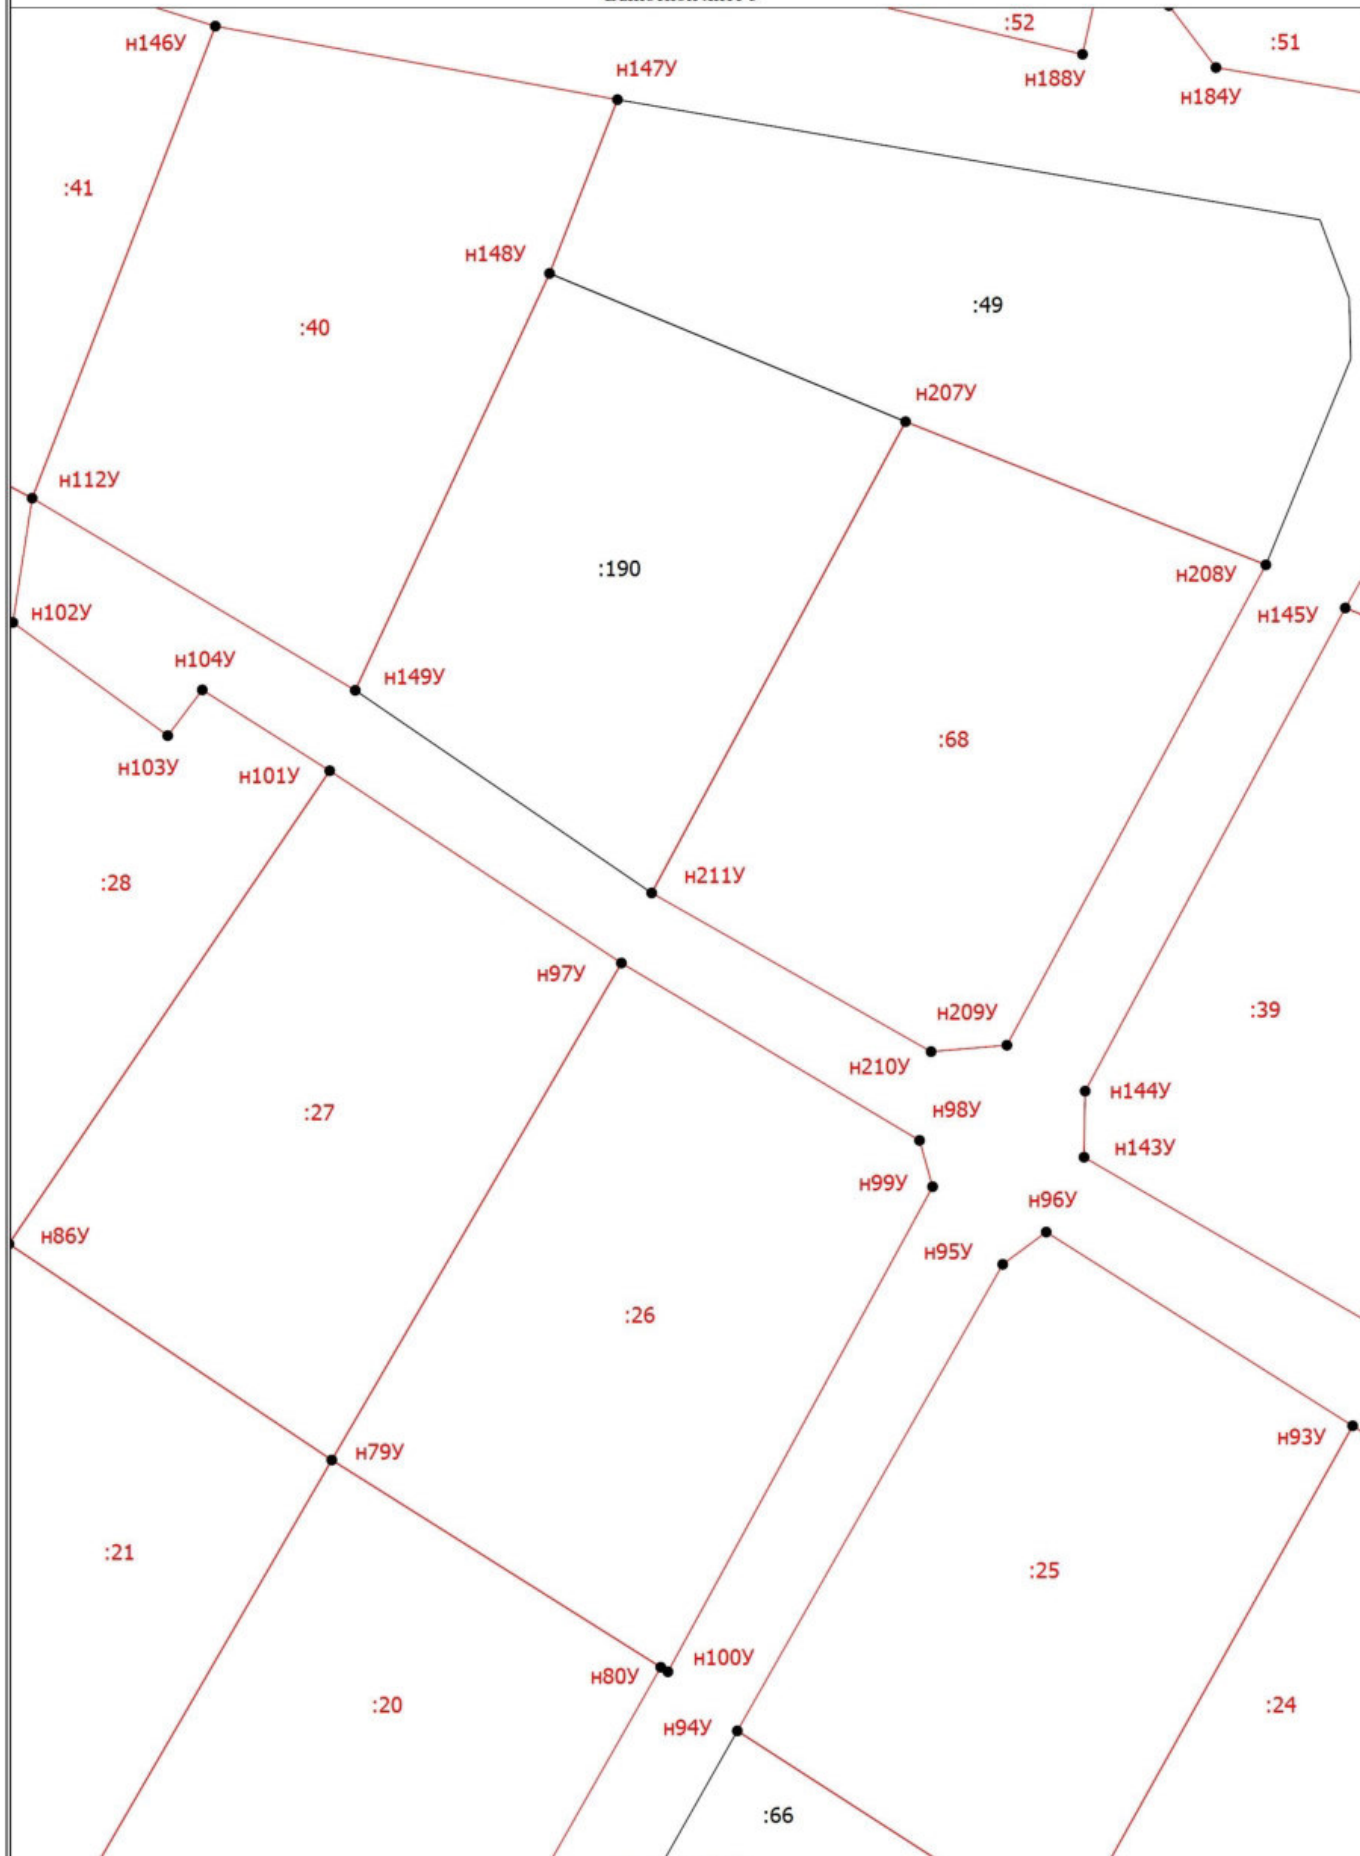 :52
:51
н146У
н147У
н188У
н184У
:41
н148У
:49
:40
н207У
н112У
:190
н208У
н102У
н145У
н104У
н149У
:68
н103У
н101У
:28
н211У
н97У
н209У
:39
н210У
н144У
н98У
:27
н143У
н99У
н96У
н86У
н95У
:26
н93У
н79У
:21
:25
н100У
н80У
:20
:24
н94У
:66